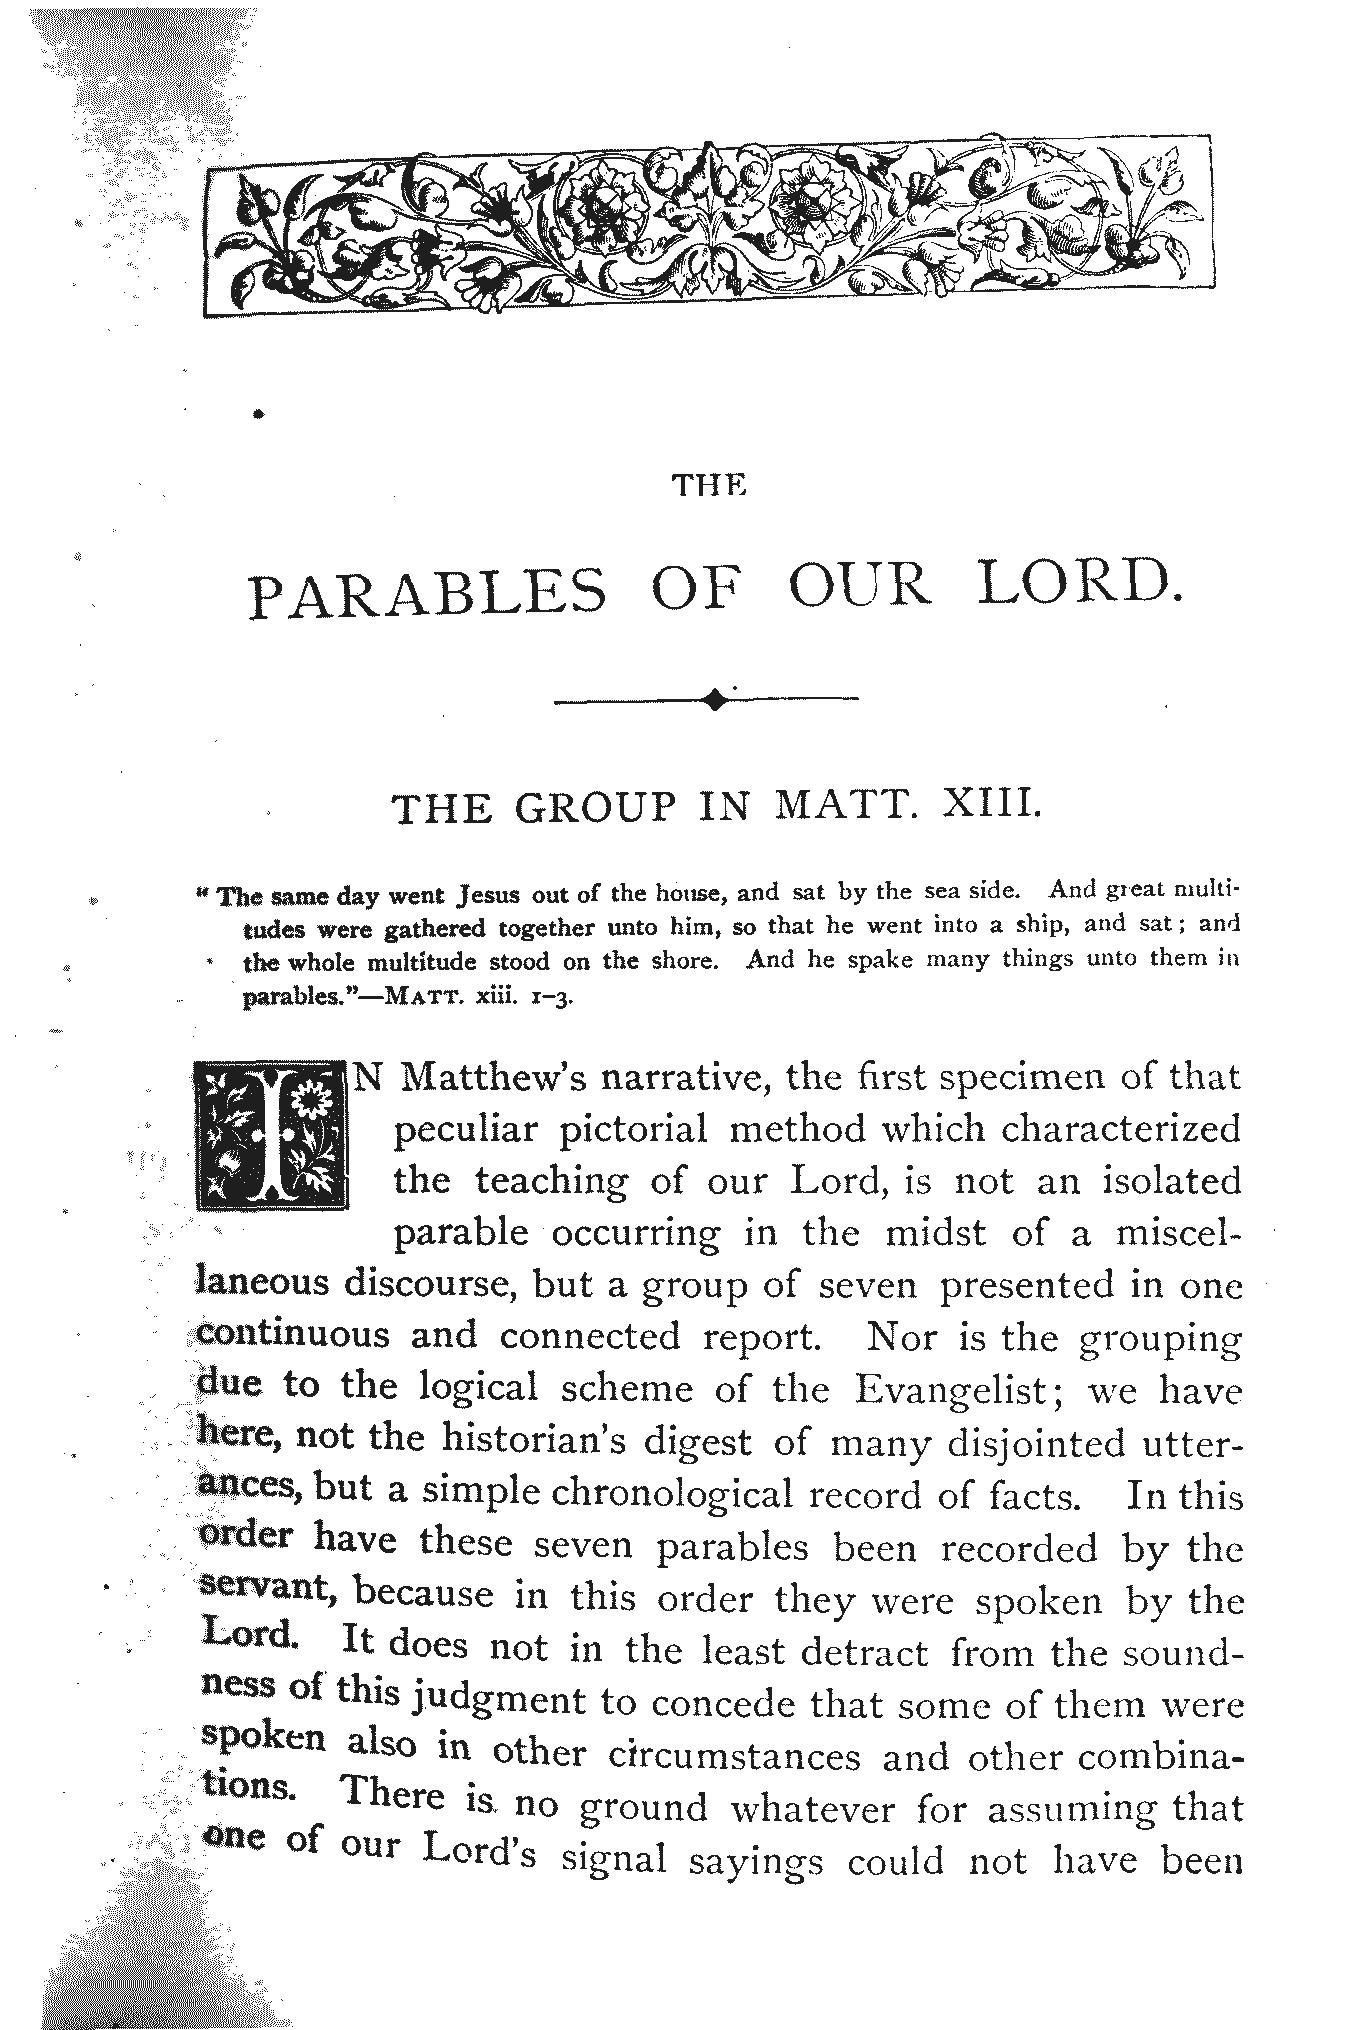 THE
PARABLES OF OUR LORD.
THE GROUP IN MATT. XIII.
"The same day went Jesus out of the house, and sat by the sea side. And great multi-
tudes were gathered together unto him, so that he went into a ship, and sat; and
the whole multitude stood on the shore. And he spake many things unto them in
parables."—MATT. xiii. 1–3.
IN Matthew's narrative, the first specimen of that
peculiar pictorial method which characterized
the teaching of our Lord, is not an isolated
parable occurring in the midst of a miscel-
laneous discourse, but a group of seven presented in one
continuous and connected report. Nor is the grouping
due to the logical scheme of the Evangelist; we have
here, not the historian's digest of many disjointed utter-
ances, but a simple chronological record of facts. In this
order have these seven parables been recorded by the
servant, because in this order they were spoken by the
Lord. It does not in the least detract from the sound-
ness of this judgment to concede that some of them were
spoken also in other circumstances and other combina-
tions. There is no ground whatever for assuming that
one of our Lord's signal sayings could not have been